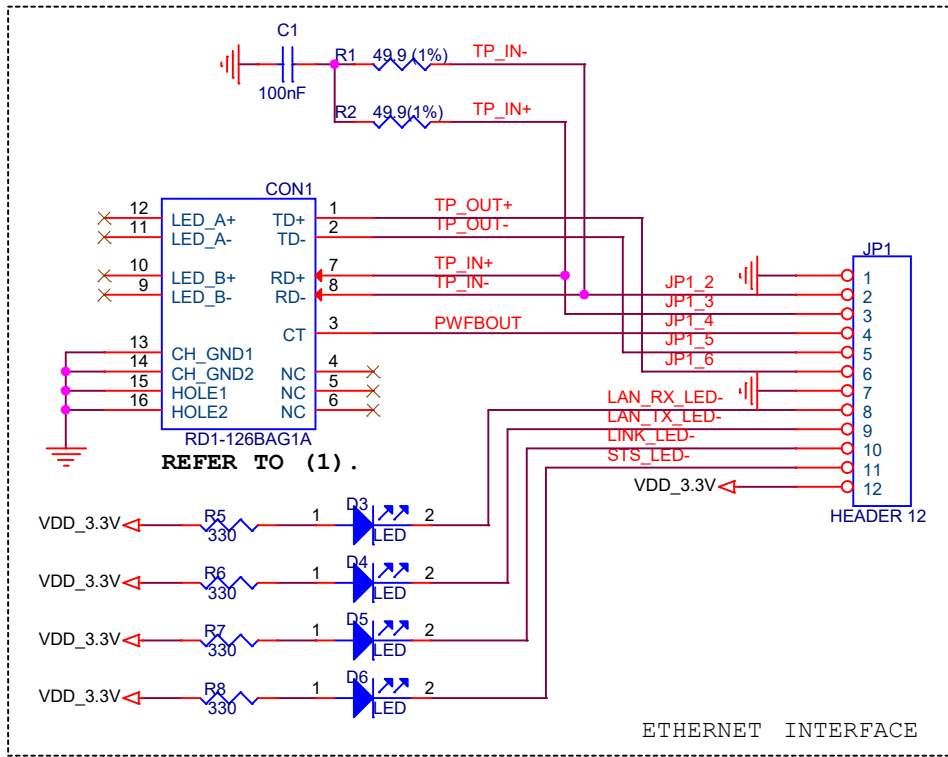 C1
100nF
R1 49.9(1%) TP_IN-
R2 49.9(1%) TP_IN+
CON1
12 LED_A+ TD+ 1 TP_OUT+
11 LED_A- TD- 2 TP_OUT-
10 LED_B+ RD+ 7 TP_IN+
9 LED_B- RD- 8 TP_IN-
CT 3 PWFBOUT
13 CH_GND1
14 CH_GND2 NC 4
15 HOLE1 NC 5
16 HOLE2 NC 6
RD1-126BAG1A
REFER TO (1).
JP1
1
JP1_2 2
JP1_3 3
JP1_4 4
JP1_5 5
JP1_6 6
7
LAN_RX_LED- 8
LAN_TX_LED- 9
LINK_LED- 10
STS_LED- 11
VDD_3.3V 12
HEADER 12
VDD_3.3V R5 330 1 D3 LED 2
VDD_3.3V R6 330 1 D4 LED 2
VDD_3.3V R7 330 1 D5 LED 2
VDD_3.3V R8 330 1 D6 LED 2
ETHERNET INTERFACE